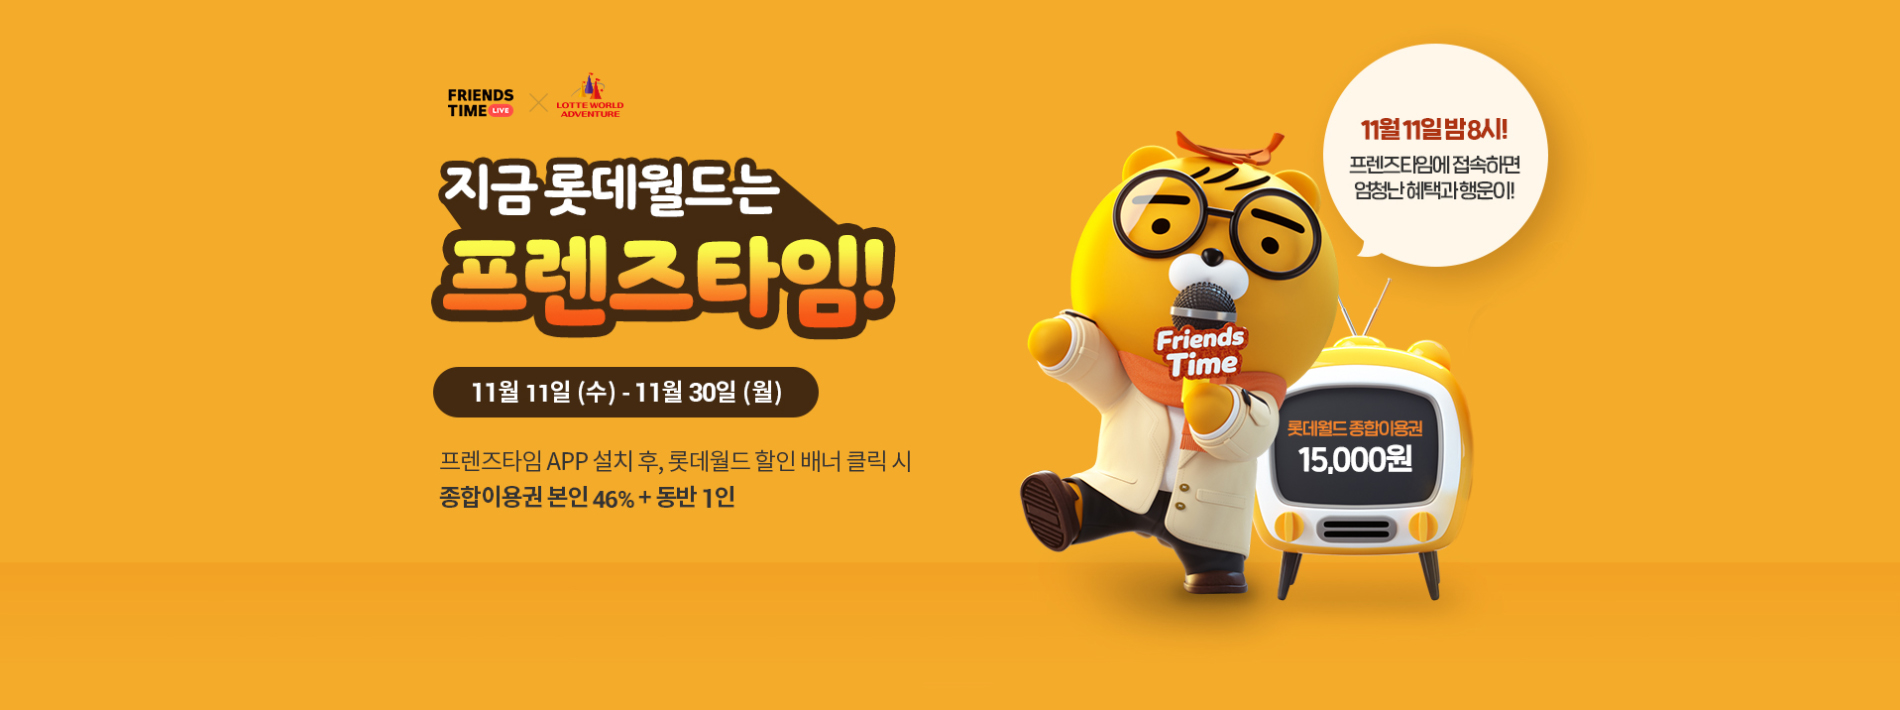 FRIENDS
TIME LIVE
LOTTE WORLD
ADVENTURE
지금 롯데월드는
프렌즈타임!
11월 11일 (수) - 11월 30일 (월)
프렌즈타임 APP 설치 후, 롯데월드 할인 배너 클릭 시
종합이용권 본인 46% + 동반 1인
11월 11일 밤 8시!
프렌즈타임에 접속하면
엄청난 혜택과 행운이!
Friends
Time
롯데월드 종합이용권
15,000원